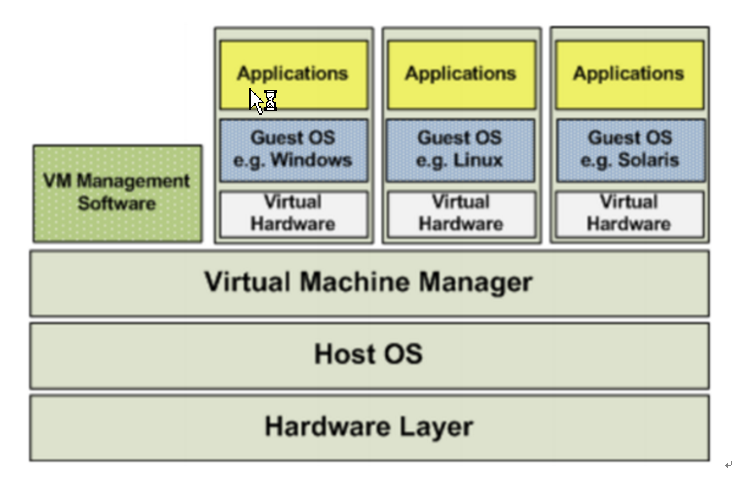 Applications
Applications
Applications
Guest OS
e.g. Windows
Guest OS
e.g. Linux
Guest OS
e.g. Solaris
VM Management
Software
Virtual
Hardware
Virtual
Hardware
Virtual
Hardware
Virtual Machine Manager
Host OS
Hardware Layer